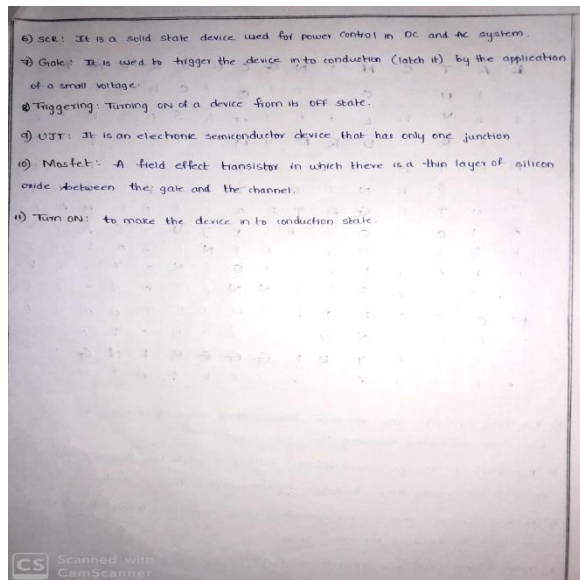 6) SCR: It is a solid state device used for power control in DC and AC system.
7) Gate: It is used to trigger the device in to conduction (latch it) by the application
of a small voltage.
8) Triggering: Turning ON of a device from its OFF state.
9) UJT: It is an electronic semiconductor device that has only one junction
10) Mosfet: A field effect transistor in which there is a thin layer of silicon
oxide between the gate and the channel.
11) Turn ON: to make the device in to conduction state.
CS Scanned with
CamScanner